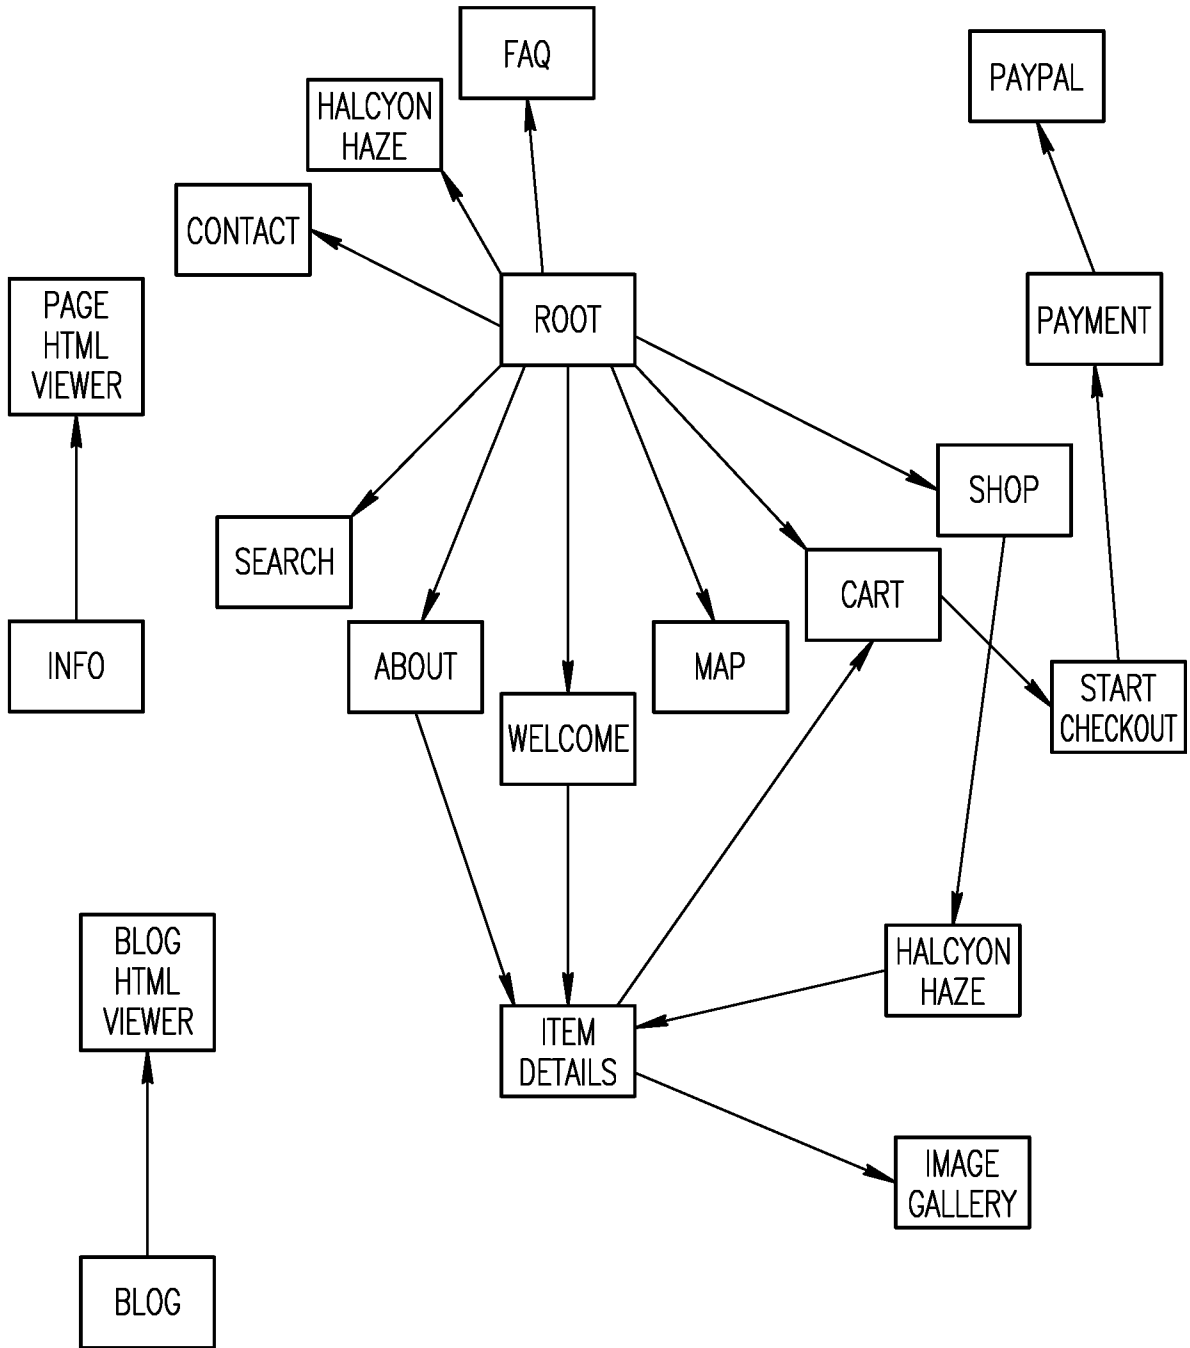 FAQ
PAYPAL
HALCYON
HAZE
CONTACT
PAGE
HTML
VIEWER
ROOT
PAYMENT
SHOP
SEARCH
CART
INFO
ABOUT
MAP
START
CHECKOUT
WELCOME
BLOG
HTML
VIEWER
HALCYON
HAZE
ITEM
DETAILS
IMAGE
GALLERY
BLOG